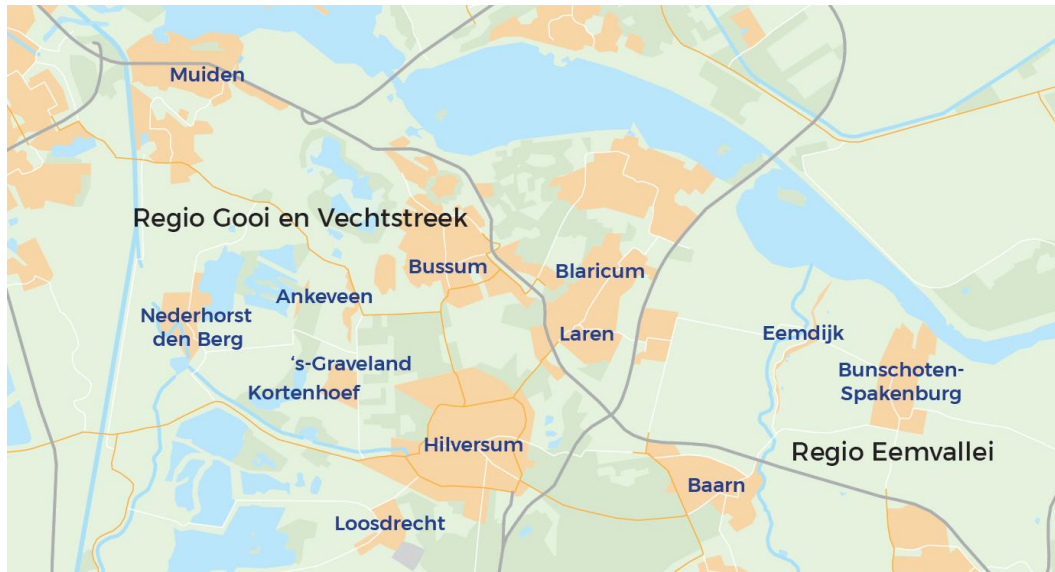 Muiden
Regio Gooi en Vechtstreek
Bussum
Blaricum
Ankeveen
Nederhorst
den Berg
Eemdijk
Laren
‘s-Graveland
Kortenhoef
Bunschoten-
Spakenburg
Hilversum
Regio Eemvallei
Baarn
Loosdrecht